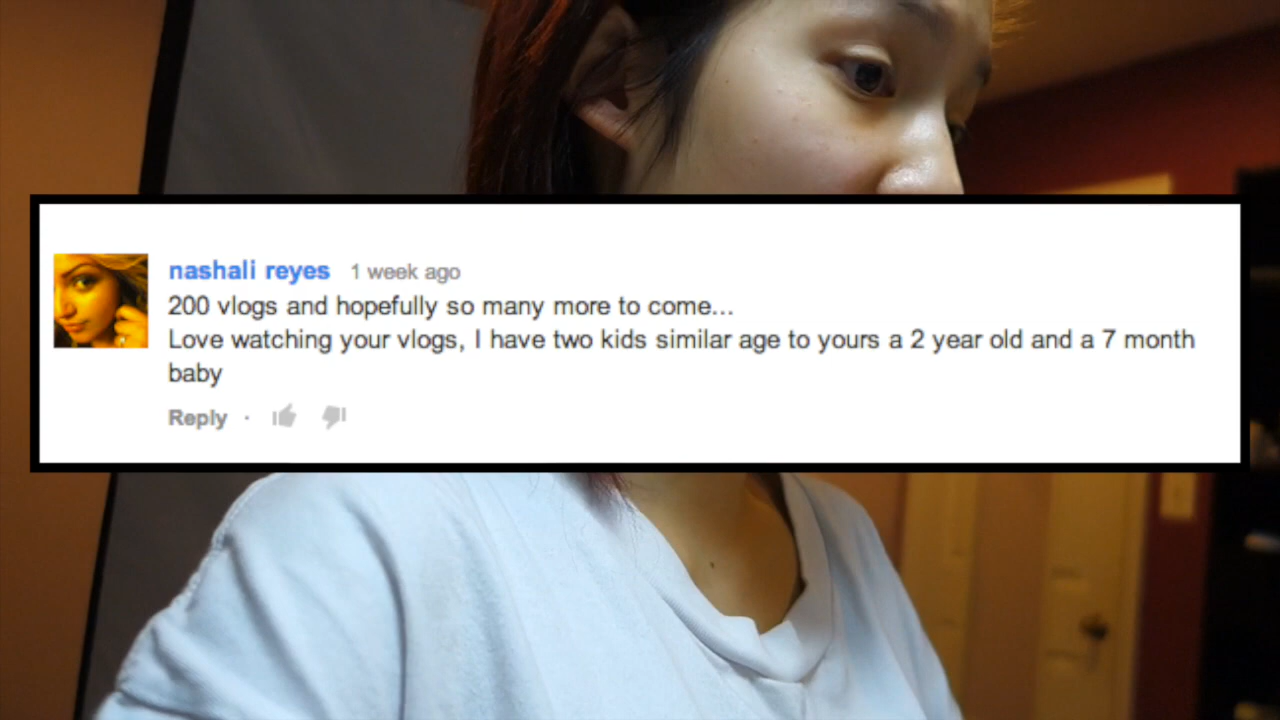 nashali reyes 1 week ago
200 vlogs and hopefully so many more to come...
Love watching your vlogs, I have two kids similar age to yours a 2 year old and a 7 month
baby
Reply ·